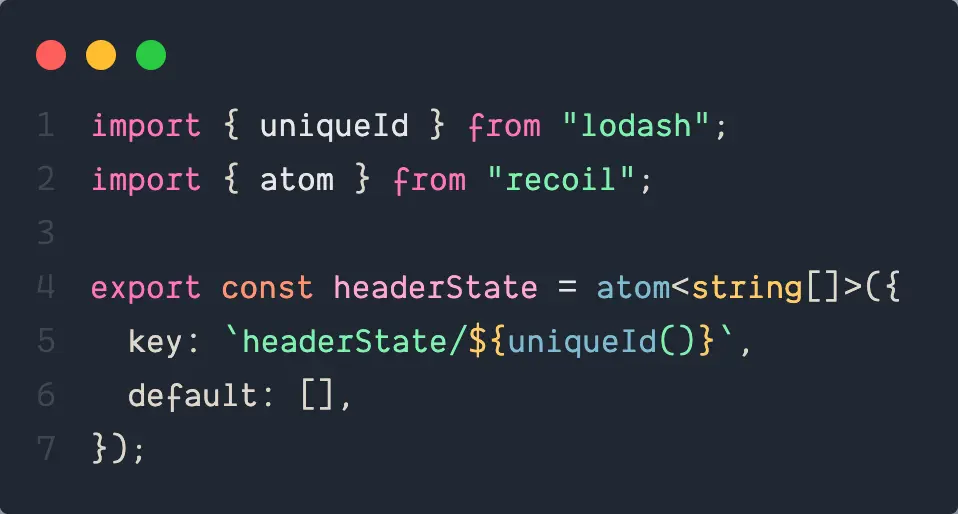 1 import { uniqueId } from "lodash";
2 import { atom } from "recoil";
3
4 export const headerState = atom<string[]>({
5   key: `headerState/${uniqueId()}`,
6   default: [],
7 });